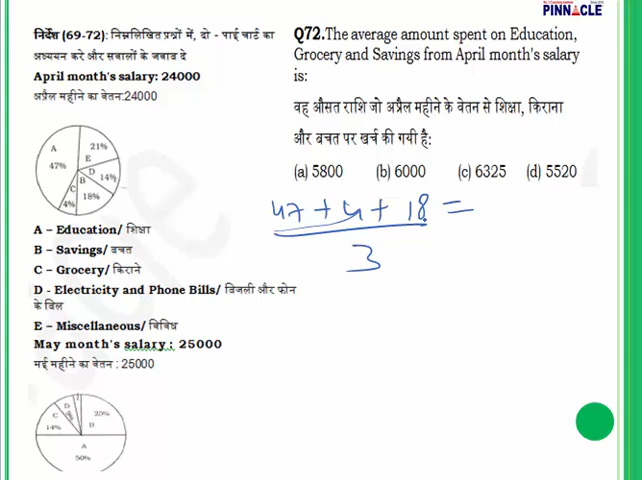 PINNACLE
निर्देश (69-72): निम्नलिखित प्रश्नों में, दो - पाई चार्ट का
अध्ययन करे और सवालों के जवाब दे
April month's salary: 24000
अप्रैल महीने का वेतन:24000
A
47%
21%
E
D
14%
B
18%
C
4%
A – Education/ शिक्षा
B – Savings/ बचत
C – Grocery/ किराने
D - Electricity and Phone Bills/ बिजली और फोन
के बिल
E – Miscellaneous/ विविध
May month's salary : 25000
मई महीने का वेतन : 25000
C
14%
D
B
A
50%
Q72.The average amount spent on Education,
Grocery and Savings from April month's salary
is:
वह औसत राशि जो अप्रैल महीने के वेतन से शिक्षा, किराना
और बचत पर खर्च की गयी है:
(a) 5800 (b) 6000 (c) 6325 (d) 5520
47 + 4 + 18 =
3